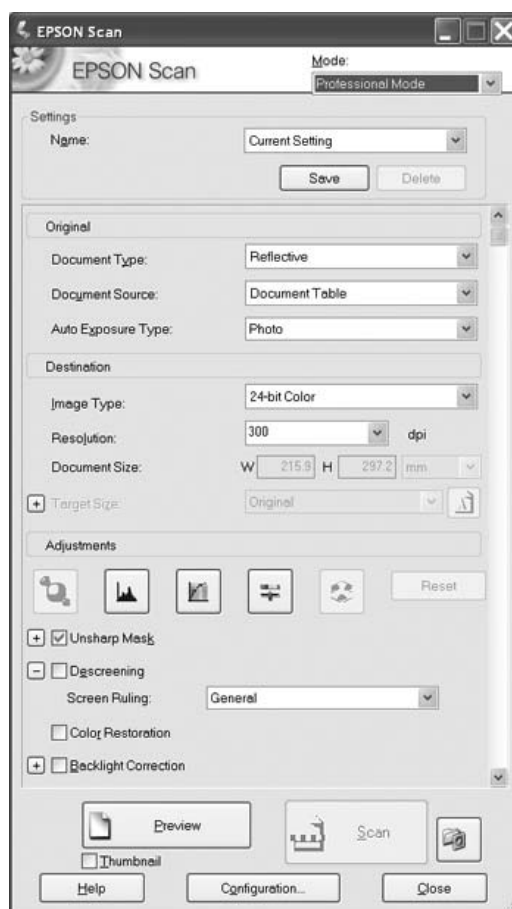 EPSON Scan
EPSON Scan
Mode:
Professional Mode
Settings
Name:
Current Setting
Save
Delete
Original
Document Type:
Reflective
Document Source:
Document Table
Auto Exposure Type:
Photo
Destination
Image Type:
24-bit Color
Resolution:
300
dpi
Document Size:
W 215.9 H 297.2 mm
Target Size:
Original
Adjustments
Reset
Unsharp Mask
Descreening
Screen Ruling:
General
Color Restoration
Backlight Correction
Preview
Scan
Thumbnail
Help
Configuration...
Close